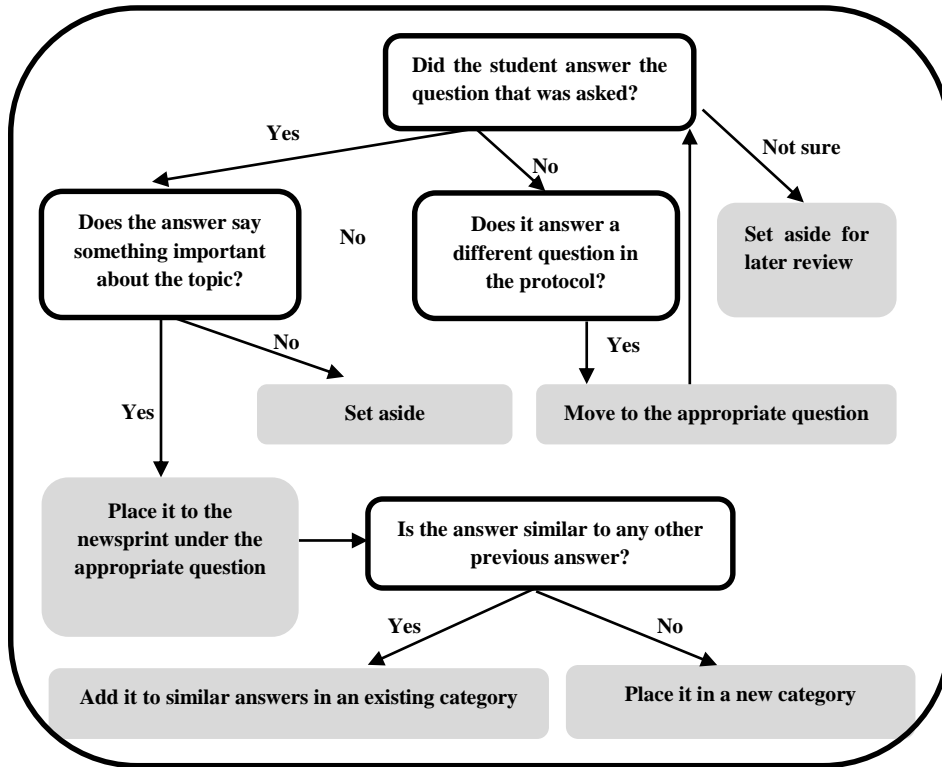 Did the student answer the
question that was asked?
Yes
No
Not sure
Does the answer say
something important
about the topic?
No
Does it answer a
different question in
the protocol?
Set aside for
later review
No
Yes
Yes
Set aside
Move to the appropriate question
Place it to the
newsprint under the
appropriate question
Is the answer similar to any other
previous answer?
Yes
No
Add it to similar answers in an existing category
Place it in a new category